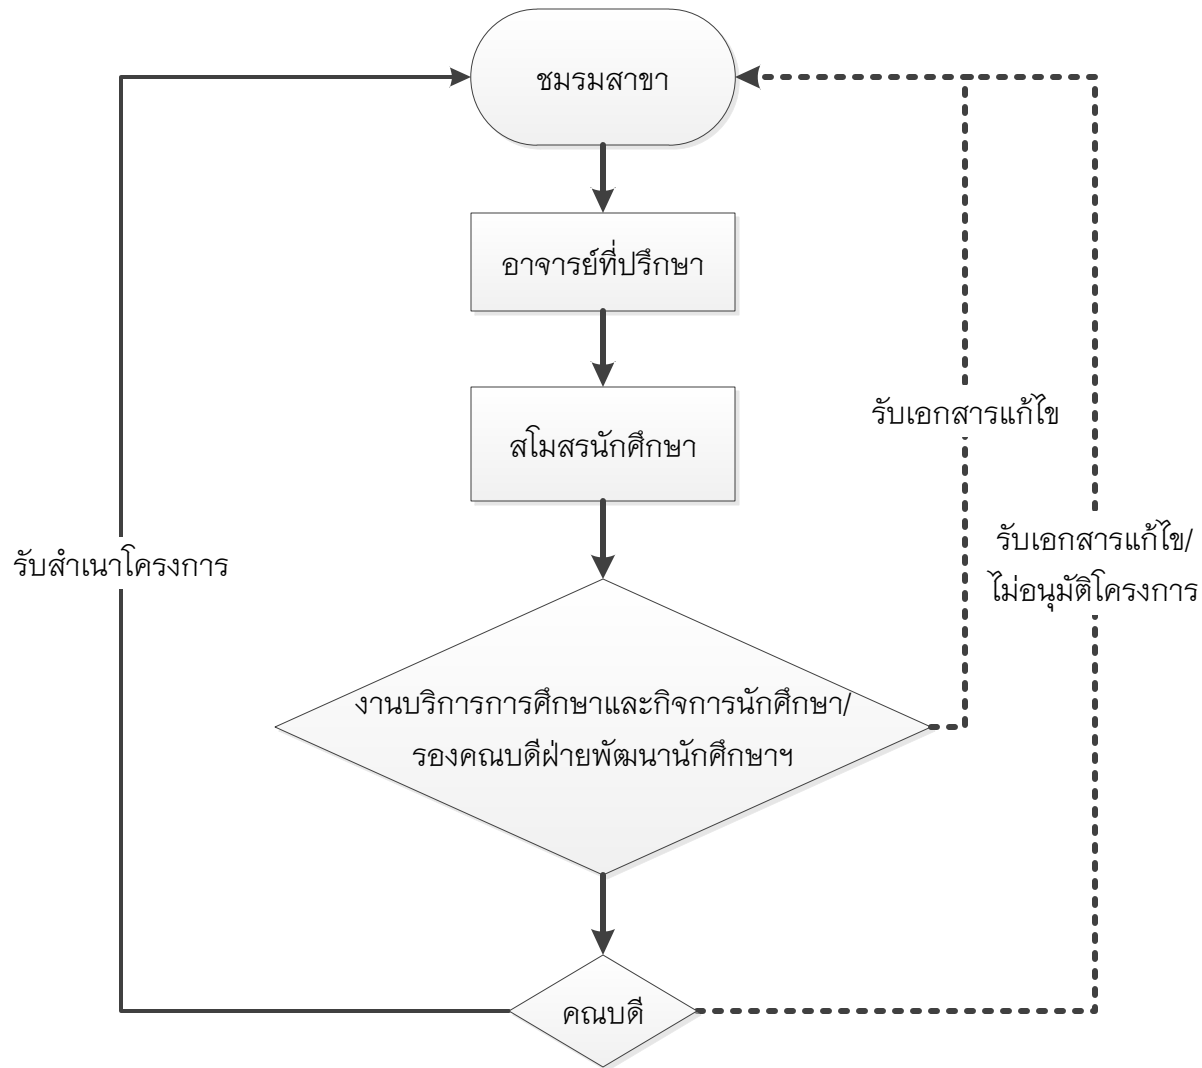 ชมรมสาขา
อาจารย์ที่ปรึกษา
รับเอกสารแก้ไข
สโมสรนักศึกษา
รับเอกสารแก้ไข/
ไม่อนุมัติโครงการ
รับสำเนาโครงการ
งานบริการการศึกษาและกิจการนักศึกษา/
รองคณบดีฝ่ายพัฒนานักศึกษาฯ
คณบดี